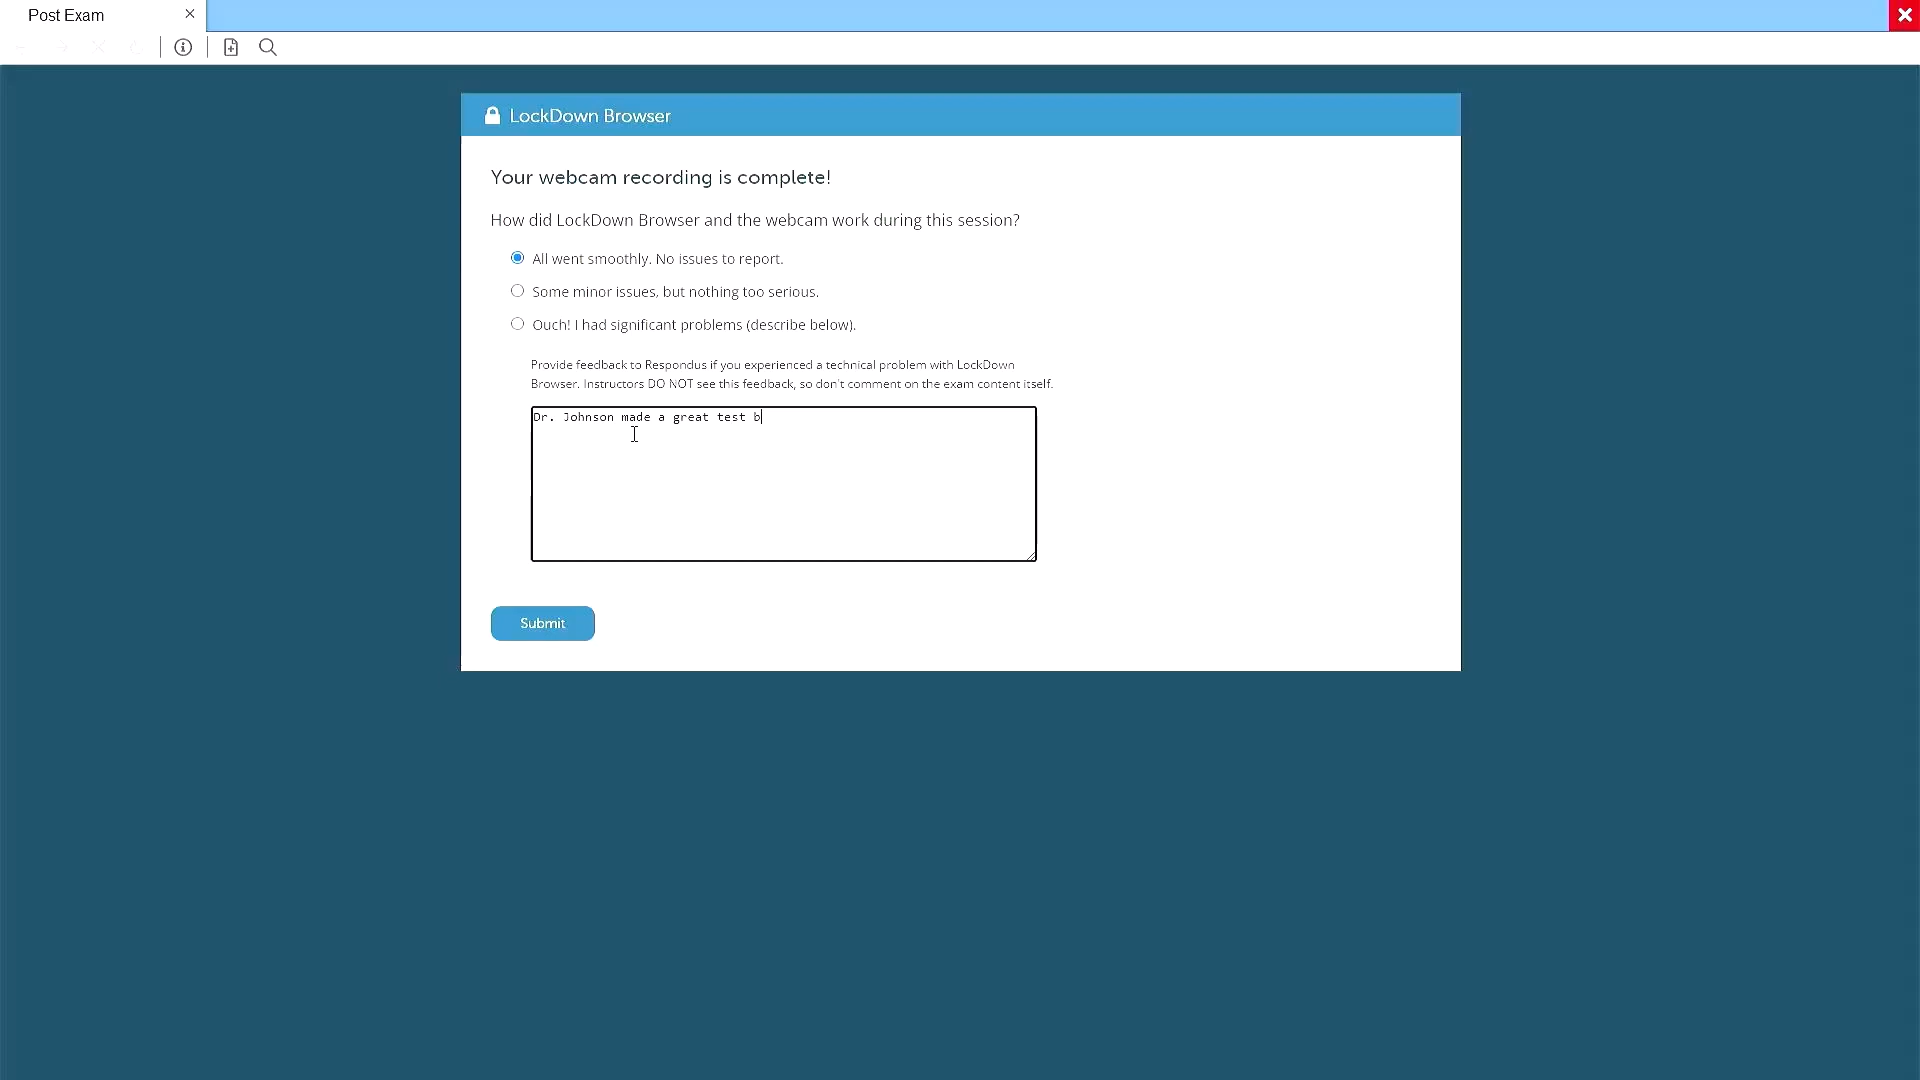 Post Exam
LockDown Browser
Your webcam recording is complete!
How did LockDown Browser and the webcam work during this session?
All went smoothly. No issues to report.
Some minor issues, but nothing too serious.
Ouch! I had significant problems (describe below).
Provide feedback to Respondus if you experienced a technical problem with LockDown
Browser. Instructors DO NOT see this feedback, so don't comment on the exam content itself.
Dr. Johnson made a great test b
Submit